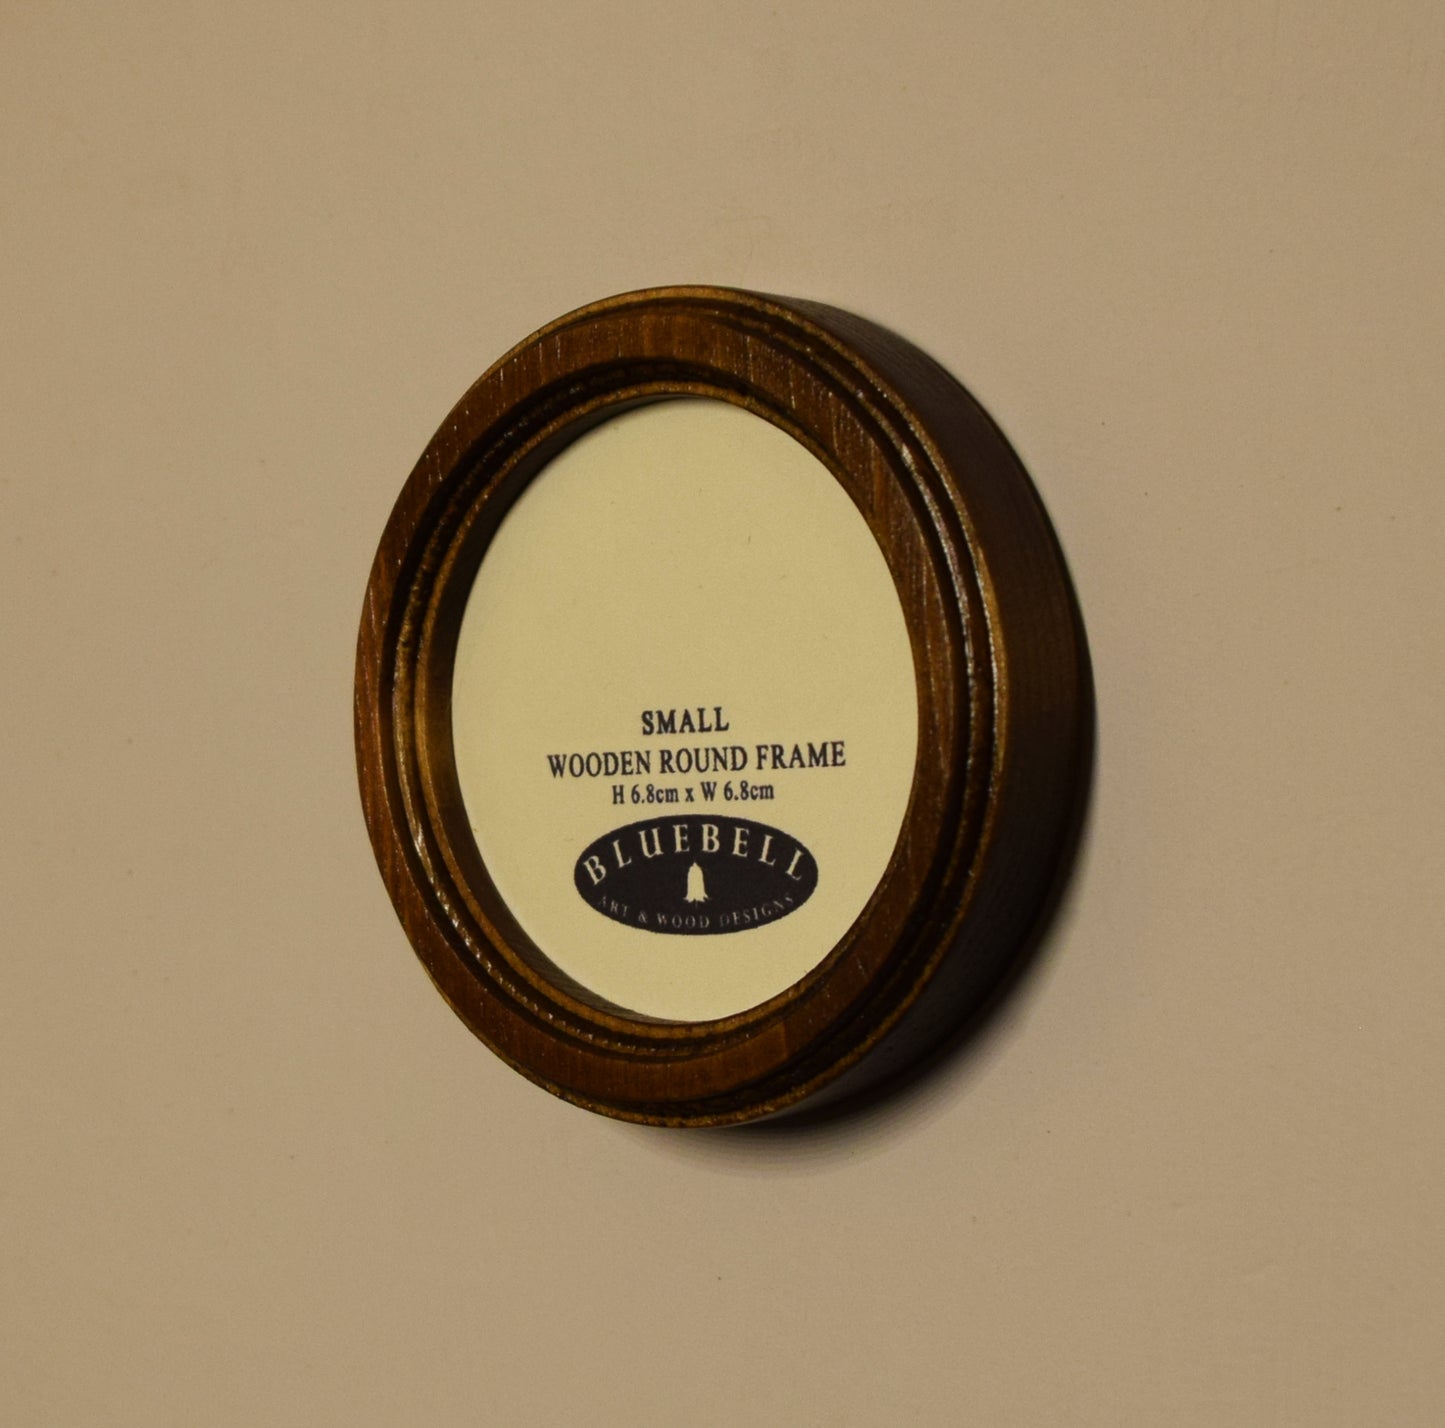 SMALL
WOODEN ROUND FRAME
H 6.8cm x W 6.8cm
BLUEBELL
ART & WOOD DESIGNS